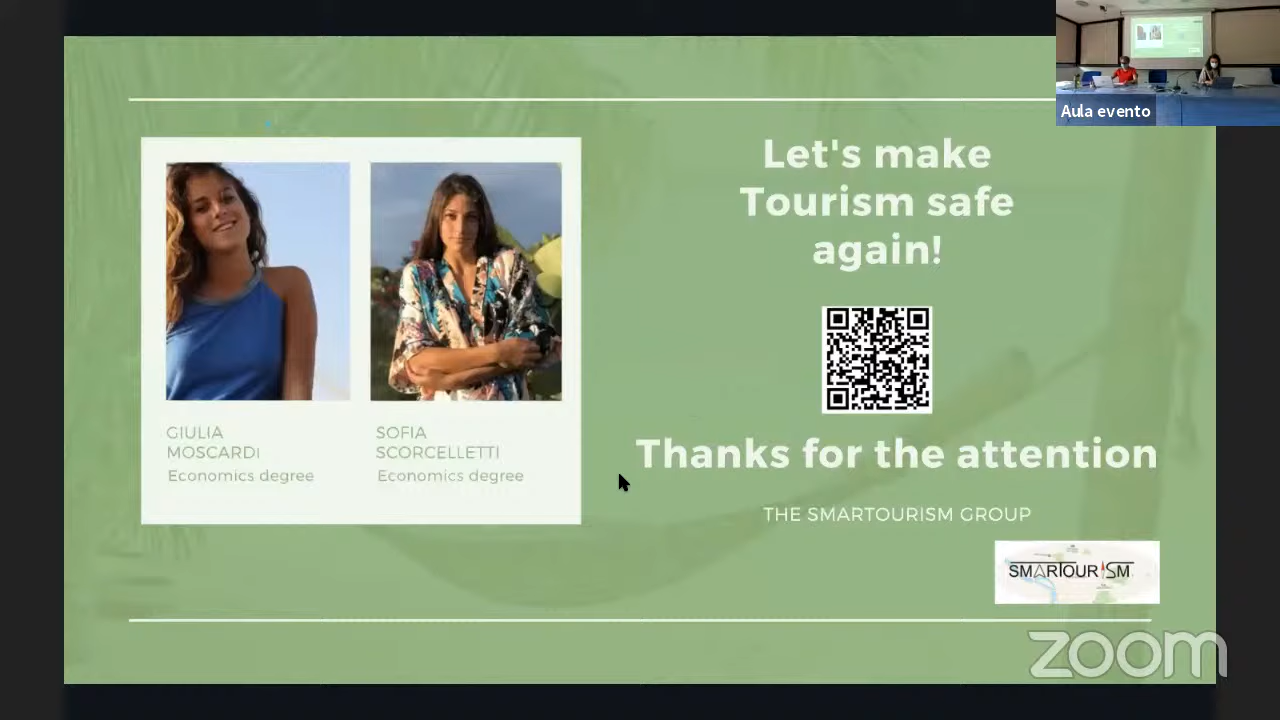 Aula evento
Let's make
Tourism safe
again!
GIULIA
MOSCARDI
Economics degree
SOFIA
SCORCELLETTI
Economics degree
Thanks for the attention
THE SMARTOURISM GROUP
SMARTOURISM
zoom